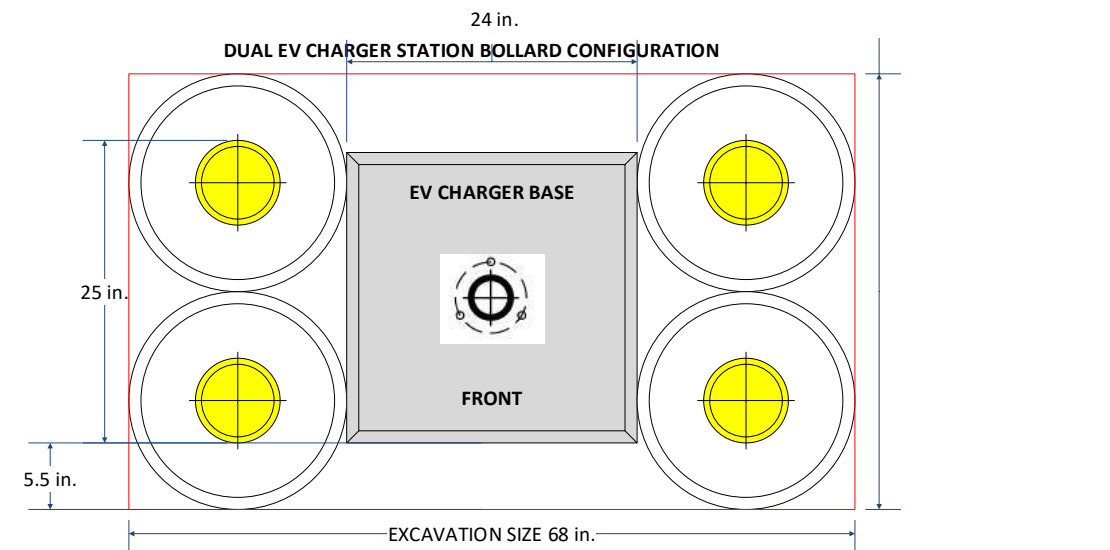 24 in.
DUAL EV CHARGER STATION BOLLARD CONFIGURATION
EV CHARGER BASE
25 in.
FRONT
5.5 in.
EXCAVATION SIZE 68 in.